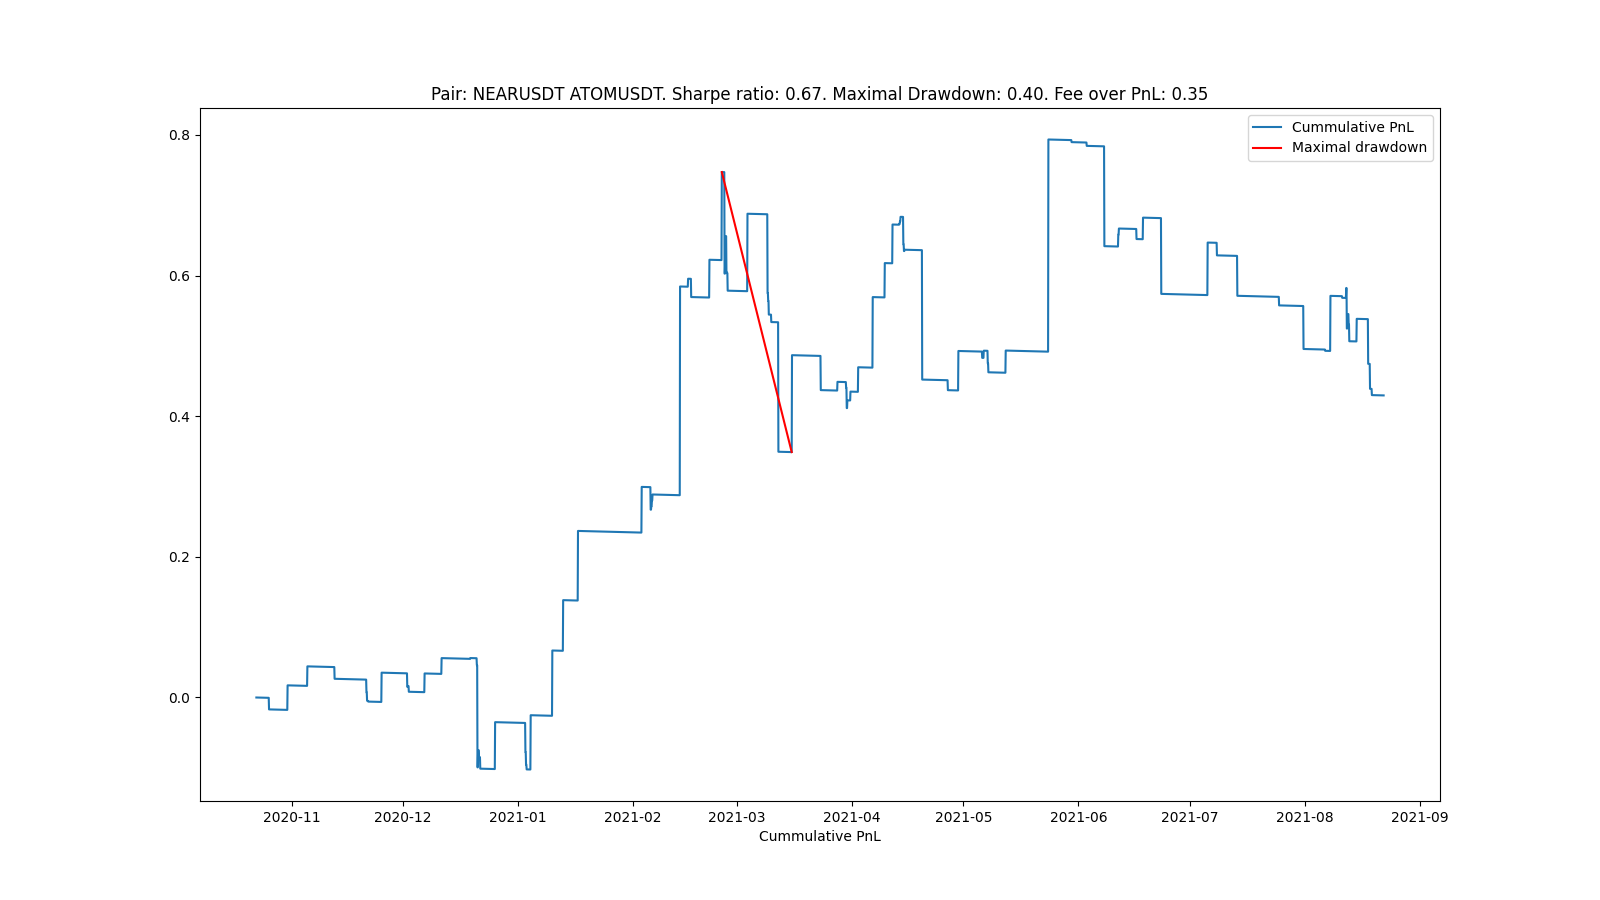 Pair: NEARUSDT ATOMUSDT. Sharpe ratio: 0.67. Maximal Drawdown: 0.40. Fee over PnL: 0.35
Cummulative PnL
Maximal drawdown
0.8
0.6
0.4
0.2
0.0
2020-11 2020-12 2021-01 2021-02 2021-03 2021-04 2021-05 2021-06 2021-07 2021-08 2021-09
Cummulative PnL